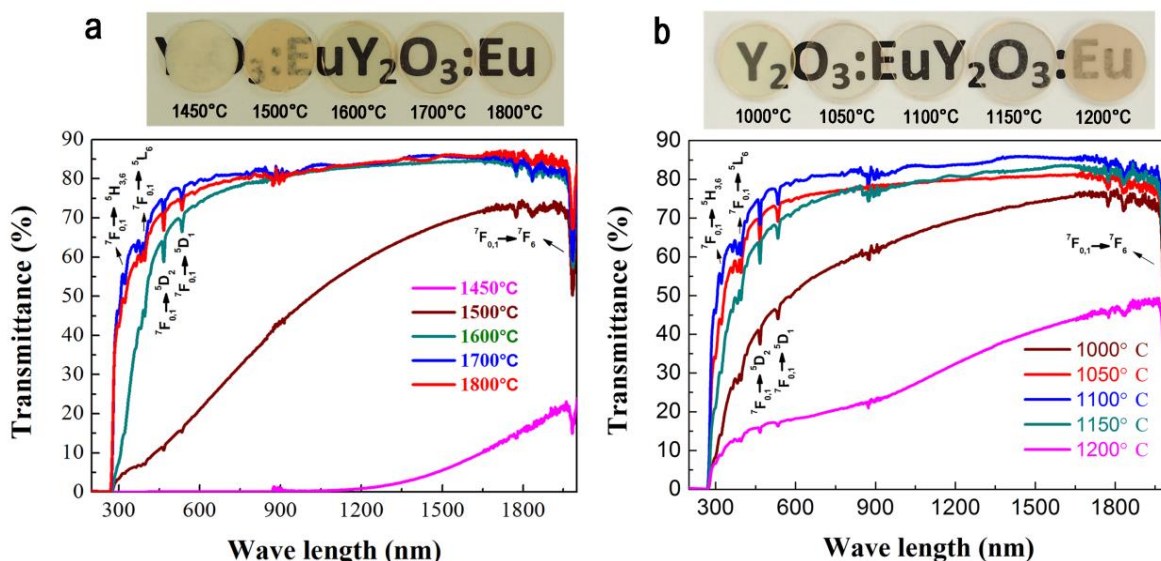 a
Y2O3:EuY2O3:Eu
1450°C 1500°C 1600°C 1700°C 1800°C
Transmittance (%)
90
80
70
60
50
40
30
20
10
0
⁷F₀,₁→⁵H₃,₆
⁷F₀,₁→⁵L₆
⁷F₀,₁→⁵D₂
⁷F₀,₁→⁵D₁
⁷F₀,₁→⁷F₆
1450°C
1500°C
1600°C
1700°C
1800°C
300 600 900 1200 1500 1800
Wave length (nm)
b
Y₂O₃:EuY₂O₃:Eu
1000°C 1050°C 1100°C 1150°C 1200°C
Transmittance (%)
90
80
70
60
50
40
30
20
10
0
⁷F₀,₁→⁵H₃,₆
⁷F₀,₁→⁵L₆
⁷F₀,₁→⁵D₂
⁷F₀,₁→⁵D₁
⁷F₀,₁→⁷F₆
1000° C
1050° C
1100° C
1150° C
1200° C
300 600 900 1200 1500 1800
Wave length (nm)